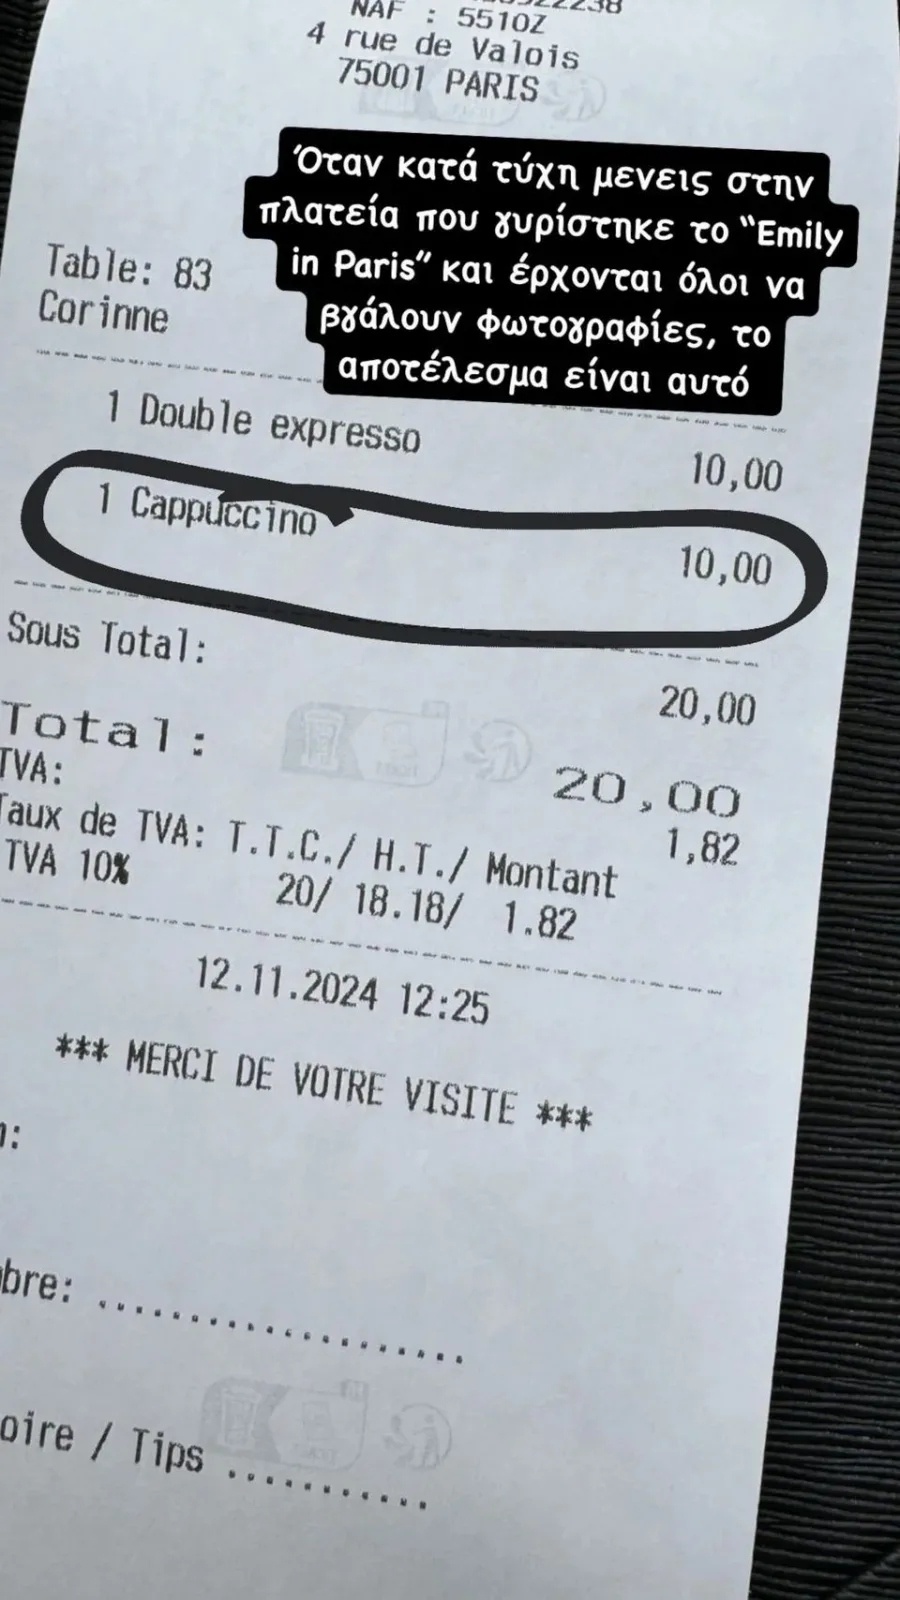 NAF : 5510Z
4 rue de Valois
75001 PARIS
Όταν κατά τύχη μενεις στην
πλατεία που γυρίστηκε το “Emily
in Paris” και έρχονται όλοι να
βγάλουν φωτογραφίες, το
αποτέλεσμα είναι αυτό
Table: 83
Corinne
1 Double expresso 10,00
1 Cappuccino 10,00
Sous Total: 20,00
Total: 20,00
TVA: 1,82
Taux de TVA: T.T.C./ H.T./ Montant
TVA 10% 20/ 18.18/ 1.82
12.11.2024 12:25
*** MERCI DE VOTRE VISITE ***
bre: ....................
oire / Tips ............